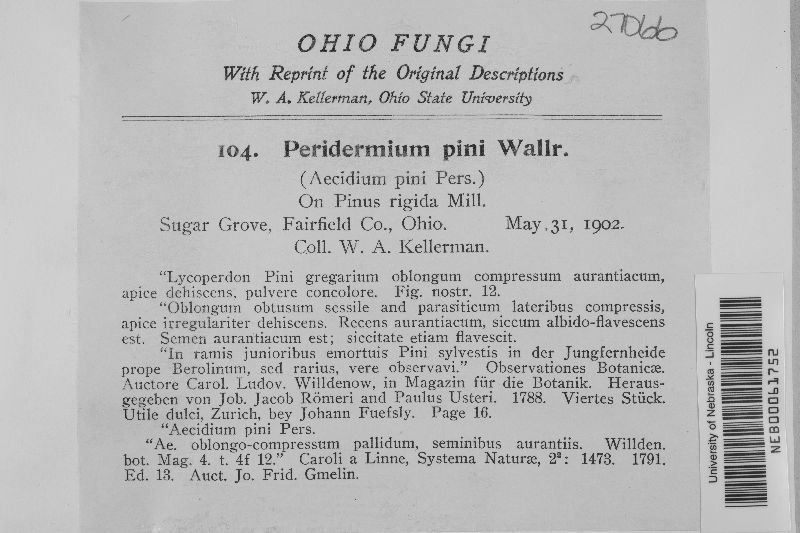 27066
OHIO FUNGI
With Reprint of the Original Descriptions
W. A. Kellerman, Ohio State University
104. Peridermium pini Wallr.
(Aecidium pini Pers.)
On Pinus rigida Mill.
Sugar Grove, Fairfield Co., Ohio. May 31, 1902.
Coll. W. A. Kellerman.
"Lycoperdon Pini gregarium oblongum compressum aurantiacum,
apice dehiscens, pulvere concolore. Fig. nostr. 12.
"Oblongum obtusum sessile and parasiticum lateribus compressis,
apice irregulariter dehiscens. Recens aurantiacum, siccum albido-flavescens
est. Semen aurantiacum est; siccitate etiam flavescit.
"In ramis junioribus emortuis Pini sylvestis in der Jungfernheide
prope Berolinum, sed rarius, vere observavi." Observationes Botanicæ.
Auctore Carol. Ludov. Willdenow, in Magazin für die Botanik. Heraus-
gegeben von Job. Jacob Römeri and Paulus Usteri. 1788. Viertes Stück.
Utile dulci, Zurich, bey Johann Fuefsly. Page 16.
"Aecidium pini Pers.
"Ae. oblongo-compressum pallidum, seminibus aurantiis. Willden.
bot. Mag. 4. t. 4f 12." Caroli a Linne, Systema Naturæ, 2²: 1473. 1791.
Ed. 13. Auct. Jo. Frid. Gmelin.
University of Nebraska - Lincoln
NEB00061752